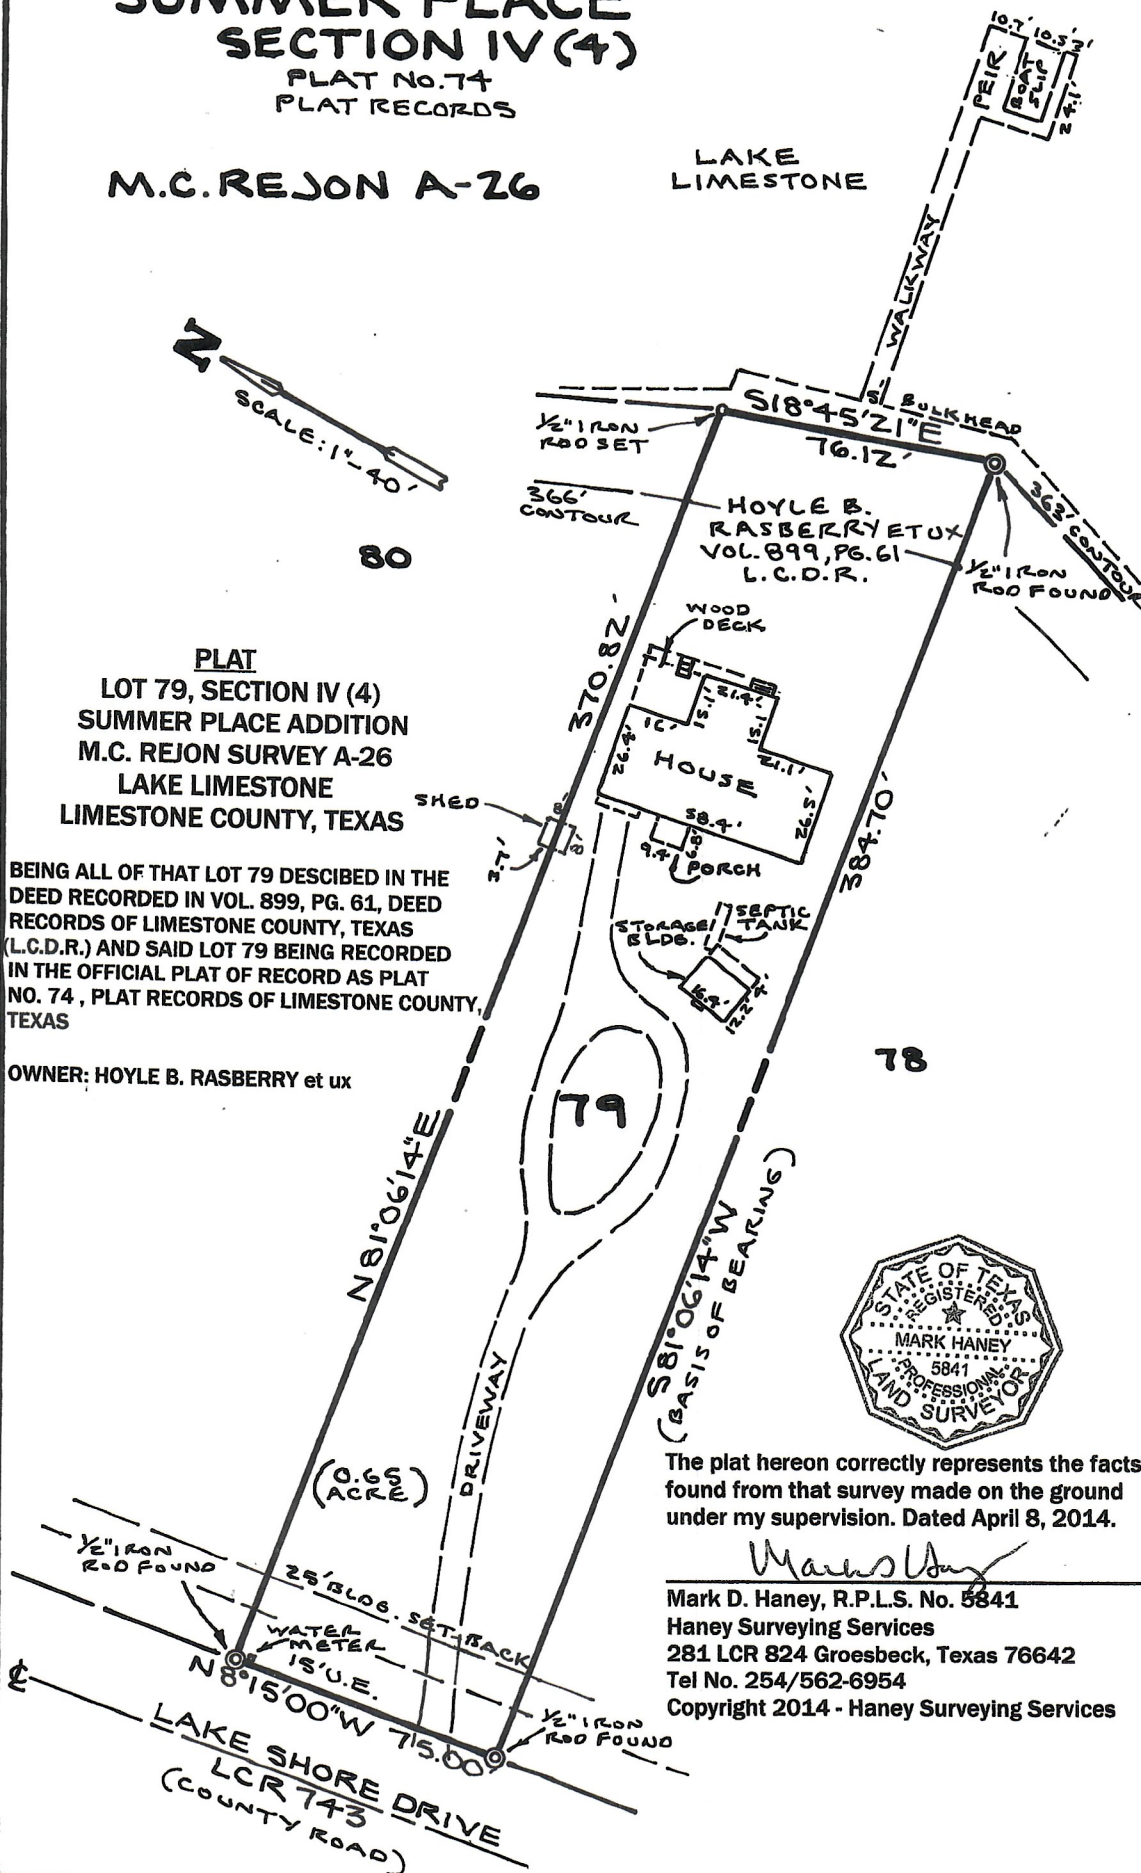 SUMMER PLACE
SECTION IV (4)
PLAT NO. 74
PLAT RECORDS
M.C. REJON A-26
LAKE
LIMESTONE
10.7'
10.5'
3'
PEIR
BOAT
SLIP
24.1'
WALKWAY
N
SCALE: 1"-40'
5'
BULKHEAD
S18°45'21"E
76.12'
1/2" IRON
ROD SET
366'
CONTOUR
363' CONTOUR
HOYLE B.
RASBERRY ET UX
VOL. 899, PG. 61
L.C.D.R.
1/2" IRON
ROD FOUND
80
WOOD
DECK
370.82'
21.4'
15.1'
15.1'
16'
26.4'
HOUSE
21.1'
58.4'
26.5'
9.4'
6.8'
PORCH
384.70'
PLAT
LOT 79, SECTION IV (4)
SUMMER PLACE ADDITION
M.C. REJON SURVEY A-26
LAKE LIMESTONE
LIMESTONE COUNTY, TEXAS
SHED
8'
8'
3.7'
BEING ALL OF THAT LOT 79 DESCIBED IN THE
DEED RECORDED IN VOL. 899, PG. 61, DEED
RECORDS OF LIMESTONE COUNTY, TEXAS
(L.C.D.R.) AND SAID LOT 79 BEING RECORDED
IN THE OFFICIAL PLAT OF RECORD AS PLAT
NO. 74 , PLAT RECORDS OF LIMESTONE COUNTY,
TEXAS
OWNER: HOYLE B. RASBERRY et ux
STORAGE
BLDG.
SEPTIC
TANK
16.4'
12.2'
4'
79
78
N81°06'14"E
S81°06'14"W
(BASIS OF BEARING)
DRIVEWAY
(0.65
ACRE)
STATE OF TEXAS
REGISTERED
MARK HANEY
5841
PROFESSIONAL
LAND SURVEYOR
The plat hereon correctly represents the facts
found from that survey made on the ground
under my supervision. Dated April 8, 2014.
Mark D. Haney, R.P.L.S. No. 5841
Haney Surveying Services
281 LCR 824 Groesbeck, Texas 76642
Tel No. 254/562-6954
Copyright 2014 - Haney Surveying Services
1/2" IRON
ROD FOUND
25' BLDG. SET BACK
WATER
METER
15' U.E.
N8°15'00"W 75.00'
1/2" IRON
ROD FOUND
℄
LAKE SHORE DRIVE
LCR 743
(COUNTY ROAD)